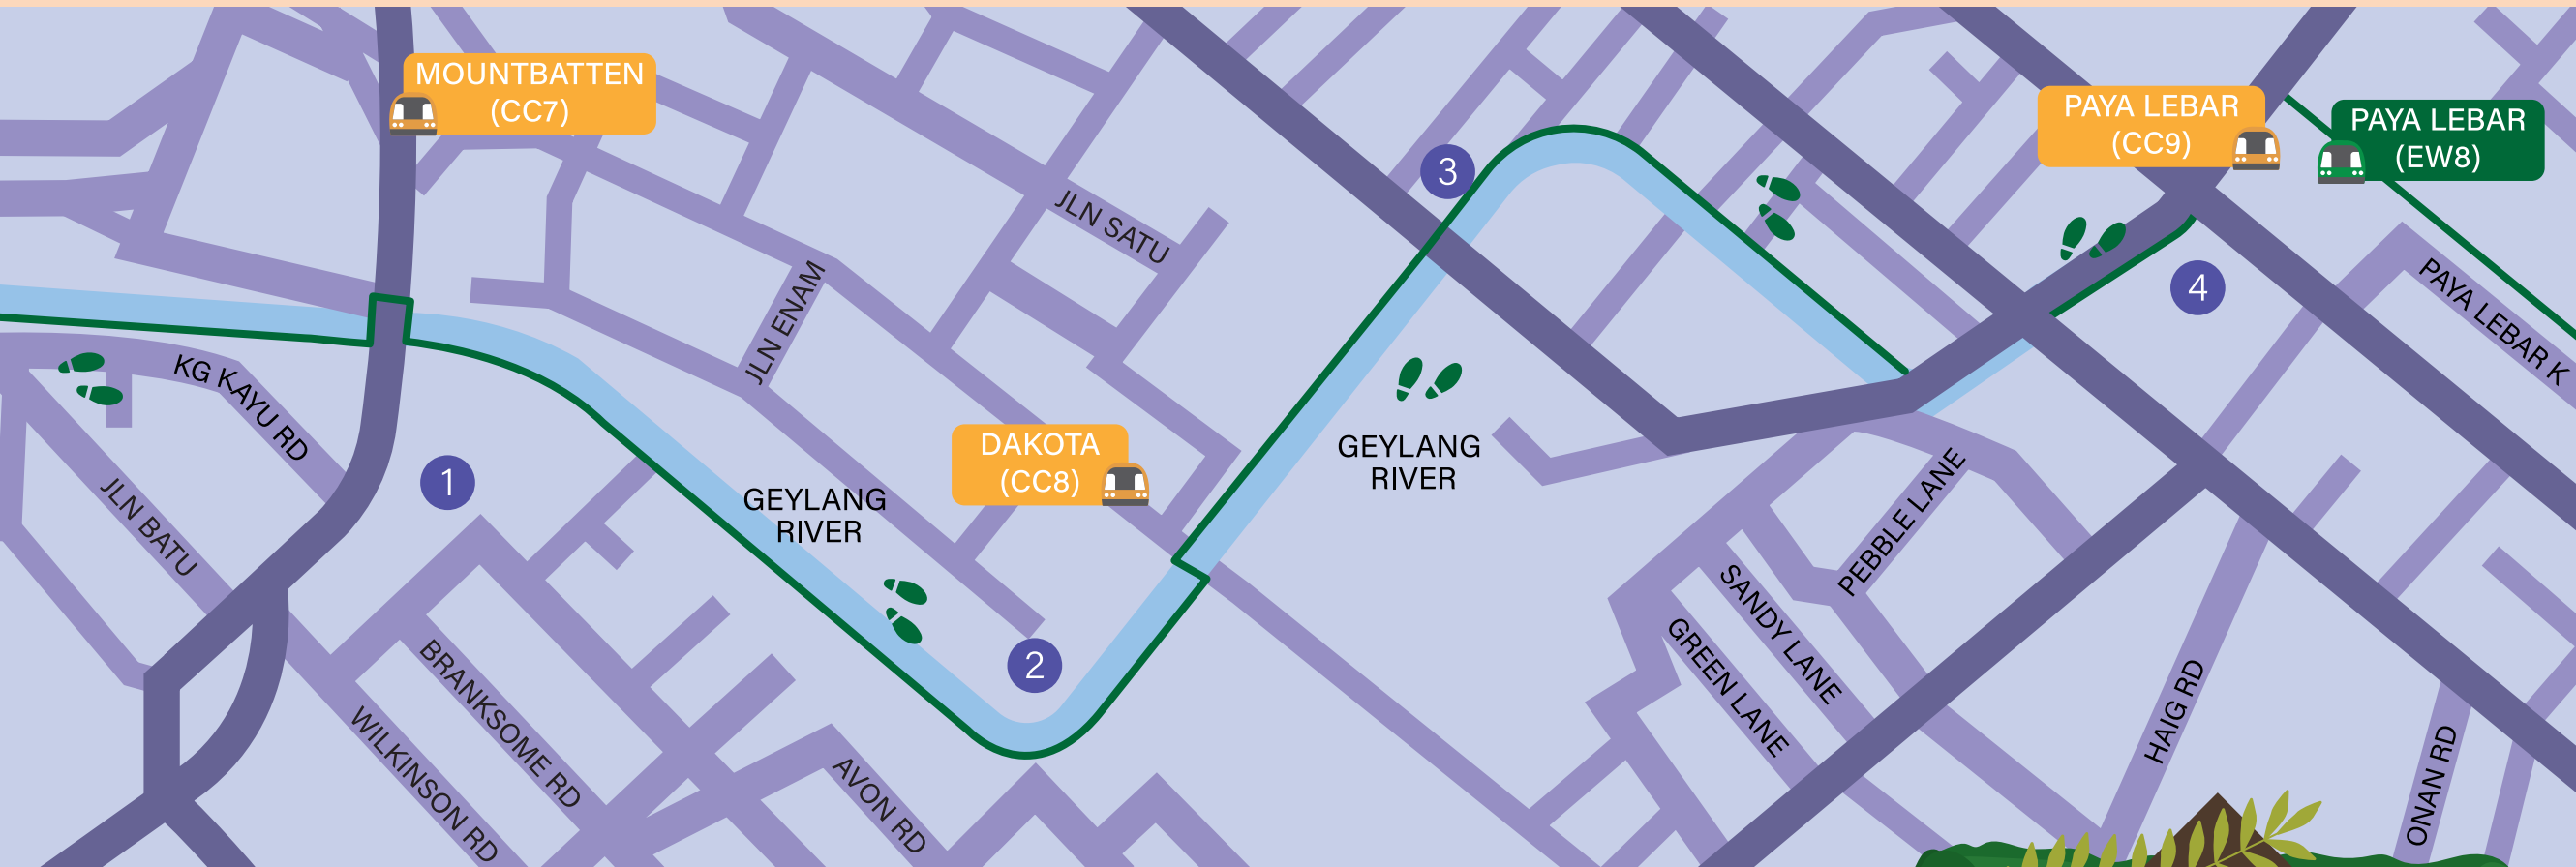 MOUNTBATTEN
(CC7)
PAYA LEBAR
(CC9)
PAYA LEBAR
(EW8)
3
JLN SATU
JLN ENAM
4
PAYA LEBAR K
KG KAYU RD
1
JLN BATU
DAKOTA
(CC8)
GEYLANG
RIVER
GEYLANG
RIVER
2
PEBBLE LANE
SANDY LANE
GREEN LANE
BRANKSOME RD
WILKINSON RD
AVON RD
HAIG RD
ONAN RD